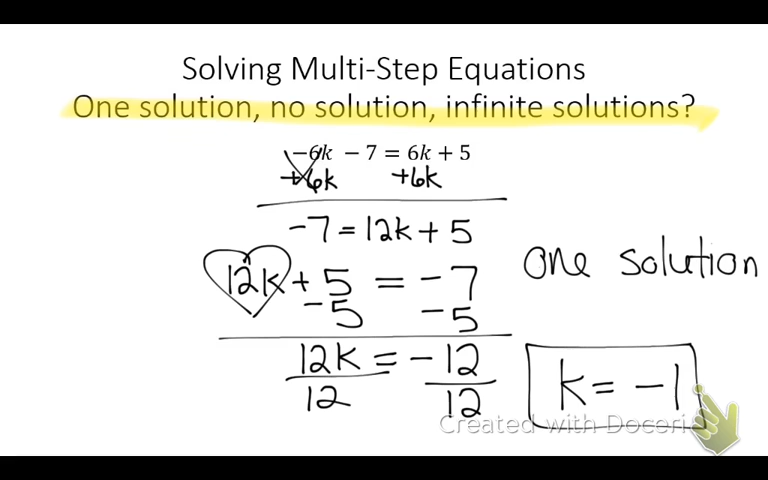 Solving Multi-Step Equations
One solution, no solution, infinite solutions?
−6k − 7 = 6k + 5
+6k +6k
-7 = 12k + 5
12k + 5 = -7
one solution
-5 -5
12k = -12
12 12
k = -1
Created with Doceri